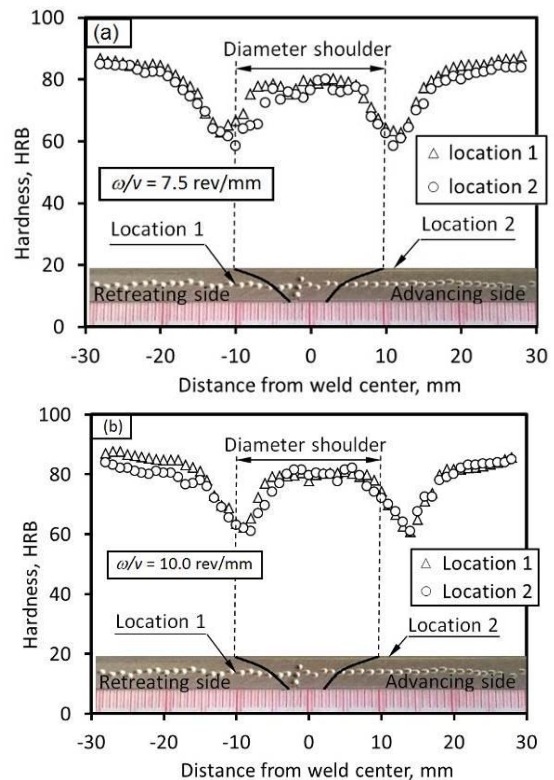 (a)
100
80
60
40
20
0
Hardness, HRB
Diameter shoulder
△ location 1
○ location 2
ω/v = 7.5 rev/mm
Location 1
Location 2
Retreating side
Advancing side
-30 -20 -10 0 10 20 30
Distance from weld center, mm
(b)
100
80
60
40
20
0
Hardness, HRB
Diameter shoulder
△ Location 1
○ Location 2
ω/v = 10.0 rev/mm
Location 1
Location 2
Retreating side
Advancing side
-30 -20 -10 0 10 20 30
Distance from weld center, mm